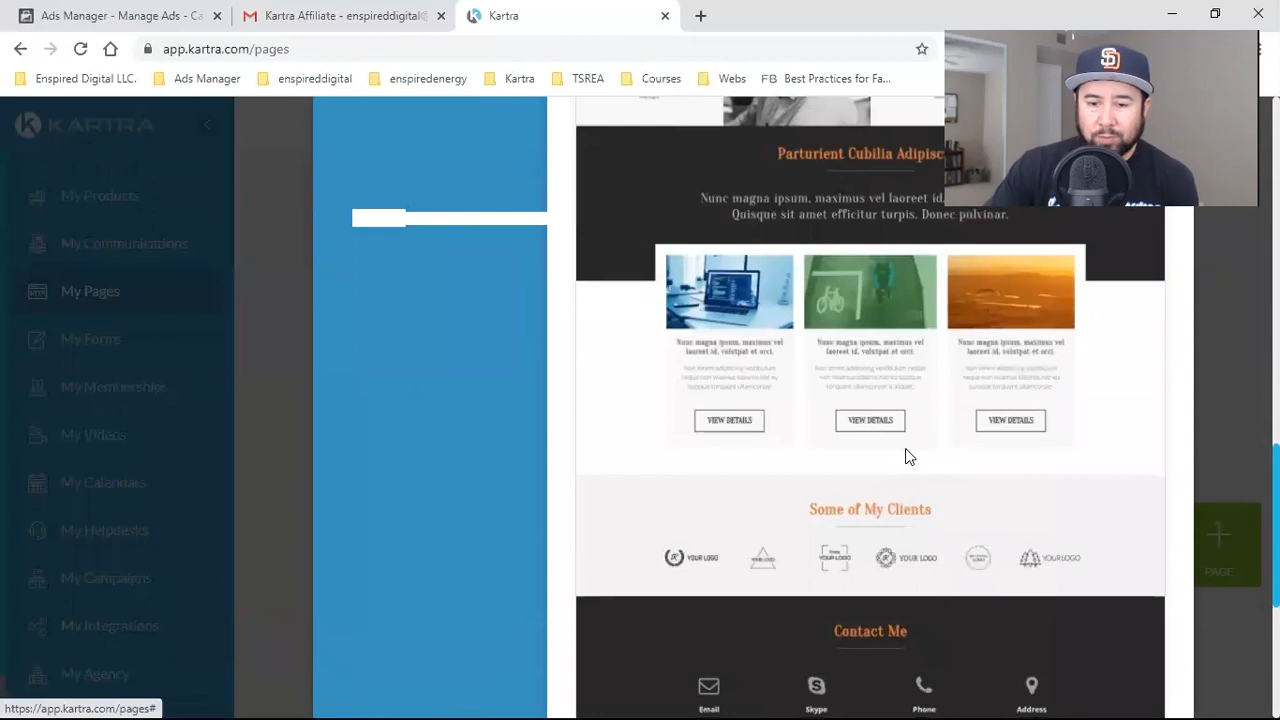 Ads Manager - Manage Ads - Ca
Kartra Affiliate - enspireddigital@
Kartra
app.kartra.com/pages
Enspired Digital LLC.
Ads Manager
enspireddigital
empiredenergy
Kartra
TSREA
Courses
Webs
FB Best Practices for Fa...
KARTRA
My Products
My Communications
My Pages
My Forms
My Memberships
My Videos
My Calendars
My Helpdesks
My Campaigns
My Integrations
My Agency
Parturient Cubilia Adipisc
Nunc magna ipsum, maximus vel laoreet id,
Quisque sit amet efficitur turpis. Donec pulvinar.
Nunc magna ipsum, maximus vel
laoreet id, volutpat et orci.
VIEW DETAILS
Nunc magna ipsum, maximus vel
laoreet id, volutpat et orci.
VIEW DETAILS
Nunc magna ipsum, maximus vel
laoreet id, volutpat et orci.
VIEW DETAILS
Some of My Clients
YOUR LOGO
YOUR LOGO
YOUR LOGO
YOURLOGO
Contact Me
Email
Skype
Phone
Address
+
PAGE
SD
https://app.kartra.com/pages#